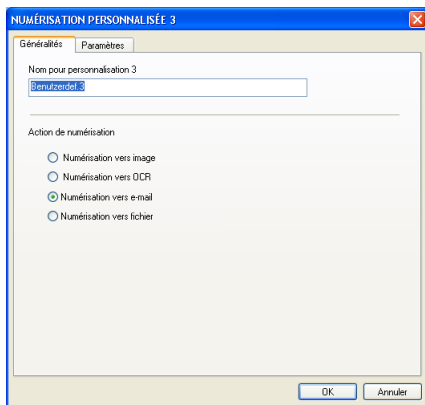 NUMÉRISATION PERSONNALISÉE 3
Généralités Paramètres
Nom pour personnalisation 3
Benutzerdef.3
Action de numérisation
Numérisation vers image
Numérisation vers OCR
Numérisation vers e-mail
Numérisation vers fichier
OK Annuler